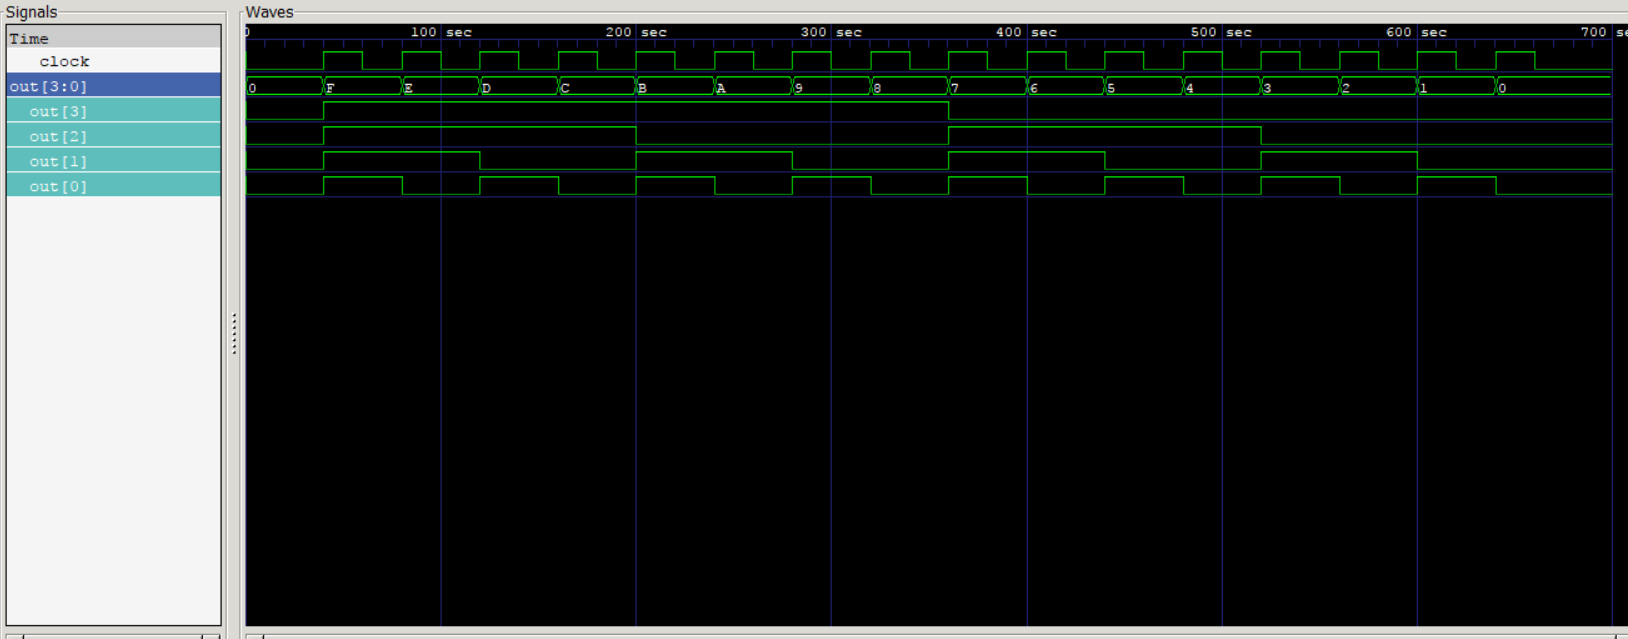 Signals
Waves
Time
0 100 sec 200 sec 300 sec 400 sec 500 sec 600 sec 700 se
clock
out[3:0]
0 F E D C B A 9 8 7 6 5 4 3 2 1 0
out[3]
out[2]
out[1]
out[0]